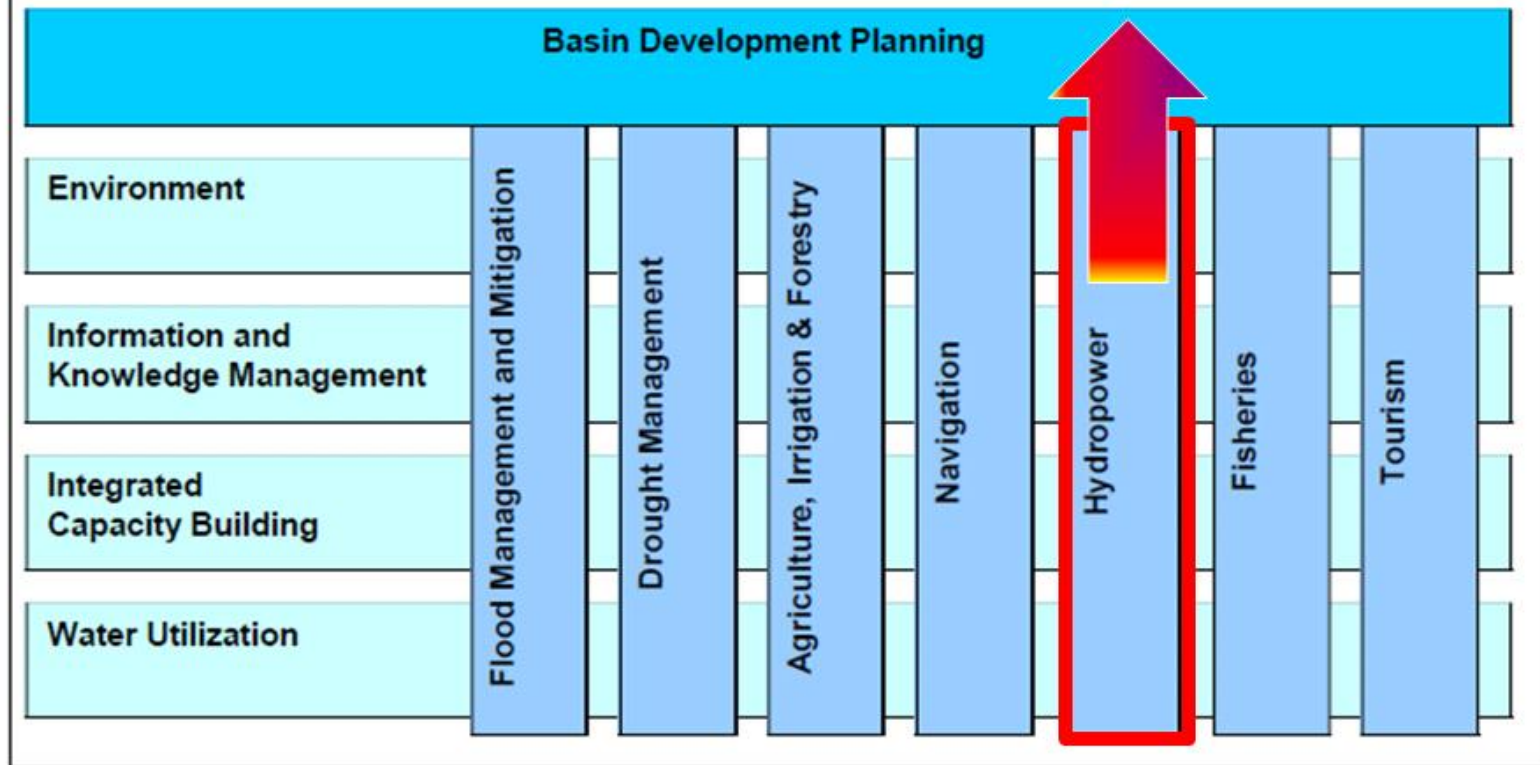 Basin Development Planning
Environment
Information and
Knowledge Management
Integrated
Capacity Building
Water Utilization
Flood Management and Mitigation
Drought Management
Agriculture, Irrigation & Forestry
Navigation
Hydropower
Fisheries
Tourism